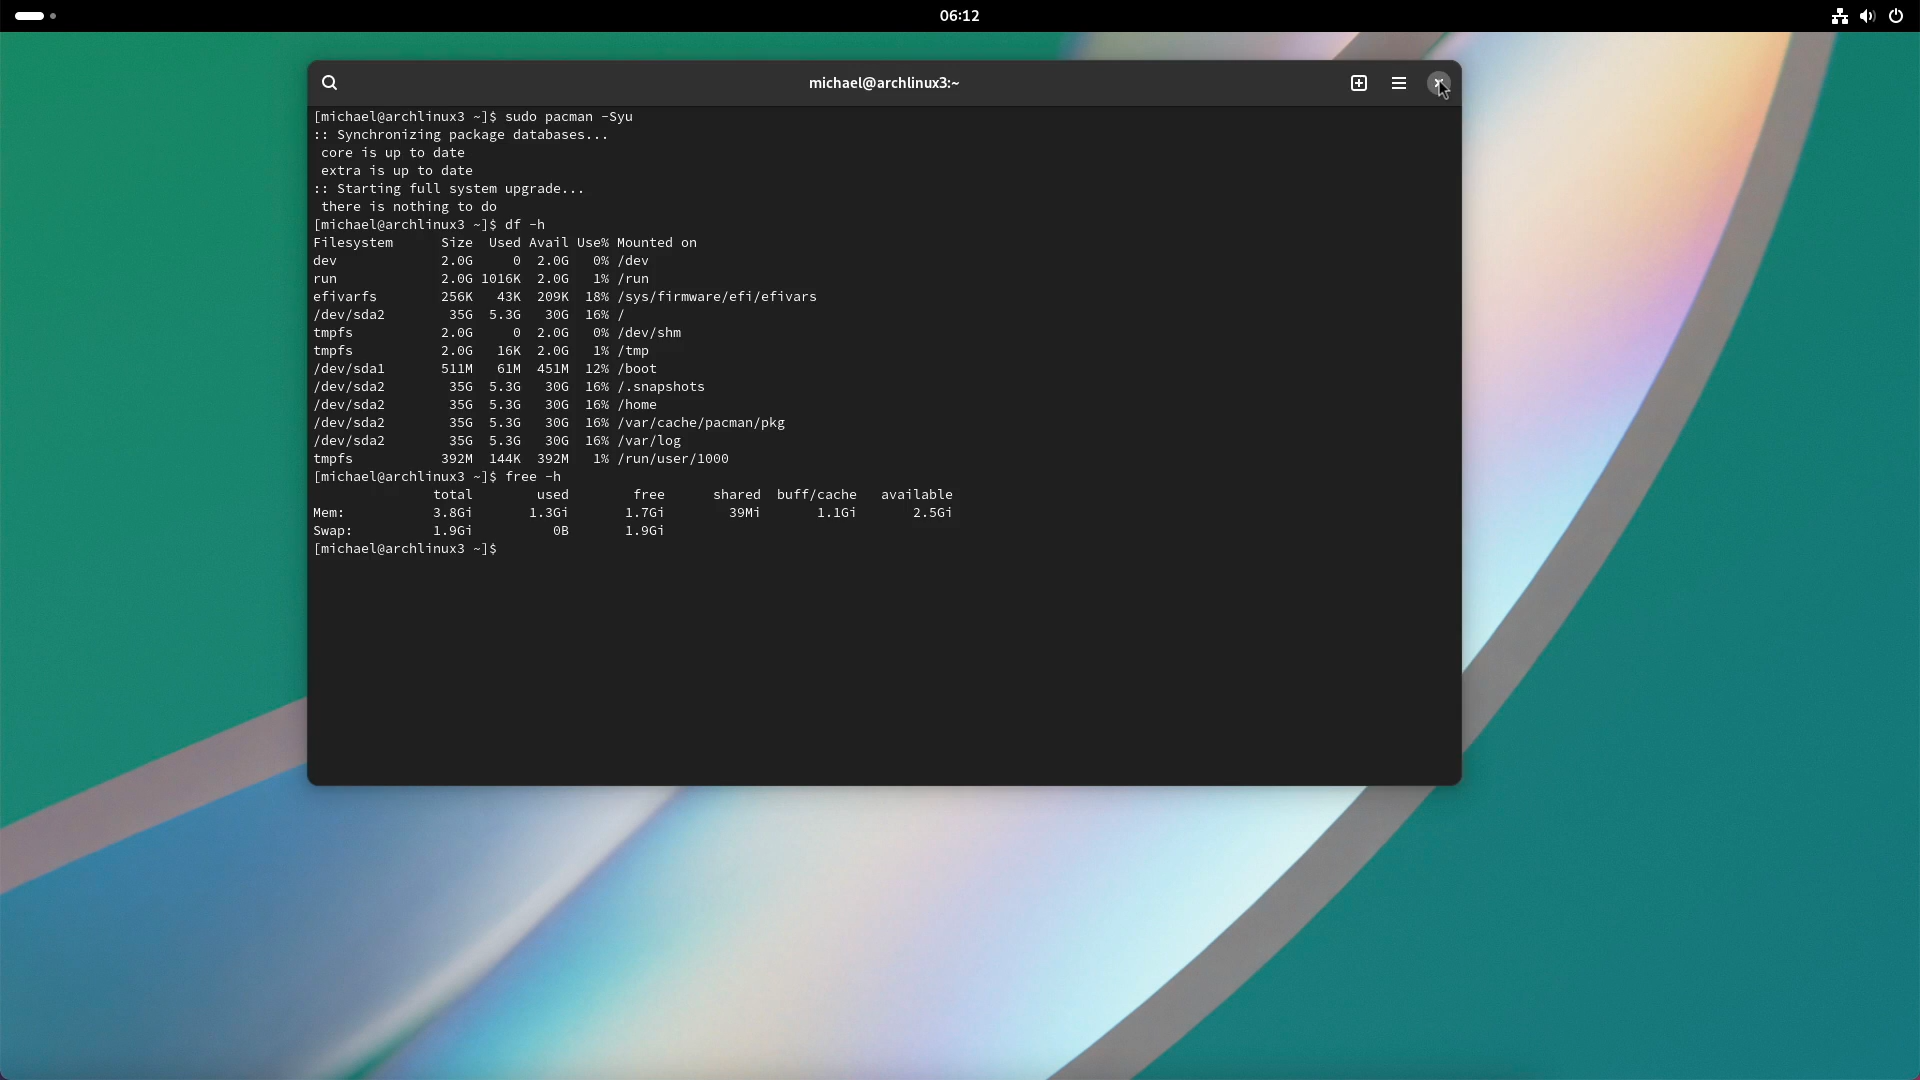 06:12
michael@archlinux3:~
[michael@archlinux3 ~]$ sudo pacman -Syu
:: Synchronizing package databases...
 core is up to date
 extra is up to date
:: Starting full system upgrade...
 there is nothing to do
[michael@archlinux3 ~]$ df -h
Filesystem      Size  Used Avail Use% Mounted on
dev             2.0G     0  2.0G   0% /dev
run             2.0G 1016K  2.0G   1% /run
efivarfs        256K   43K  209K  18% /sys/firmware/efi/efivars
/dev/sda2        35G  5.3G   30G  16% /
tmpfs           2.0G     0  2.0G   0% /dev/shm
tmpfs           2.0G   16K  2.0G   1% /tmp
/dev/sda1       511M   61M  451M  12% /boot
/dev/sda2        35G  5.3G   30G  16% /.snapshots
/dev/sda2        35G  5.3G   30G  16% /home
/dev/sda2        35G  5.3G   30G  16% /var/cache/pacman/pkg
/dev/sda2        35G  5.3G   30G  16% /var/log
tmpfs           392M  144K  392M   1% /run/user/1000
[michael@archlinux3 ~]$ free -h
               total        used        free      shared  buff/cache   available
Mem:           3.8Gi       1.3Gi       1.7Gi        39Mi       1.1Gi       2.5Gi
Swap:          1.9Gi          0B       1.9Gi
[michael@archlinux3 ~]$